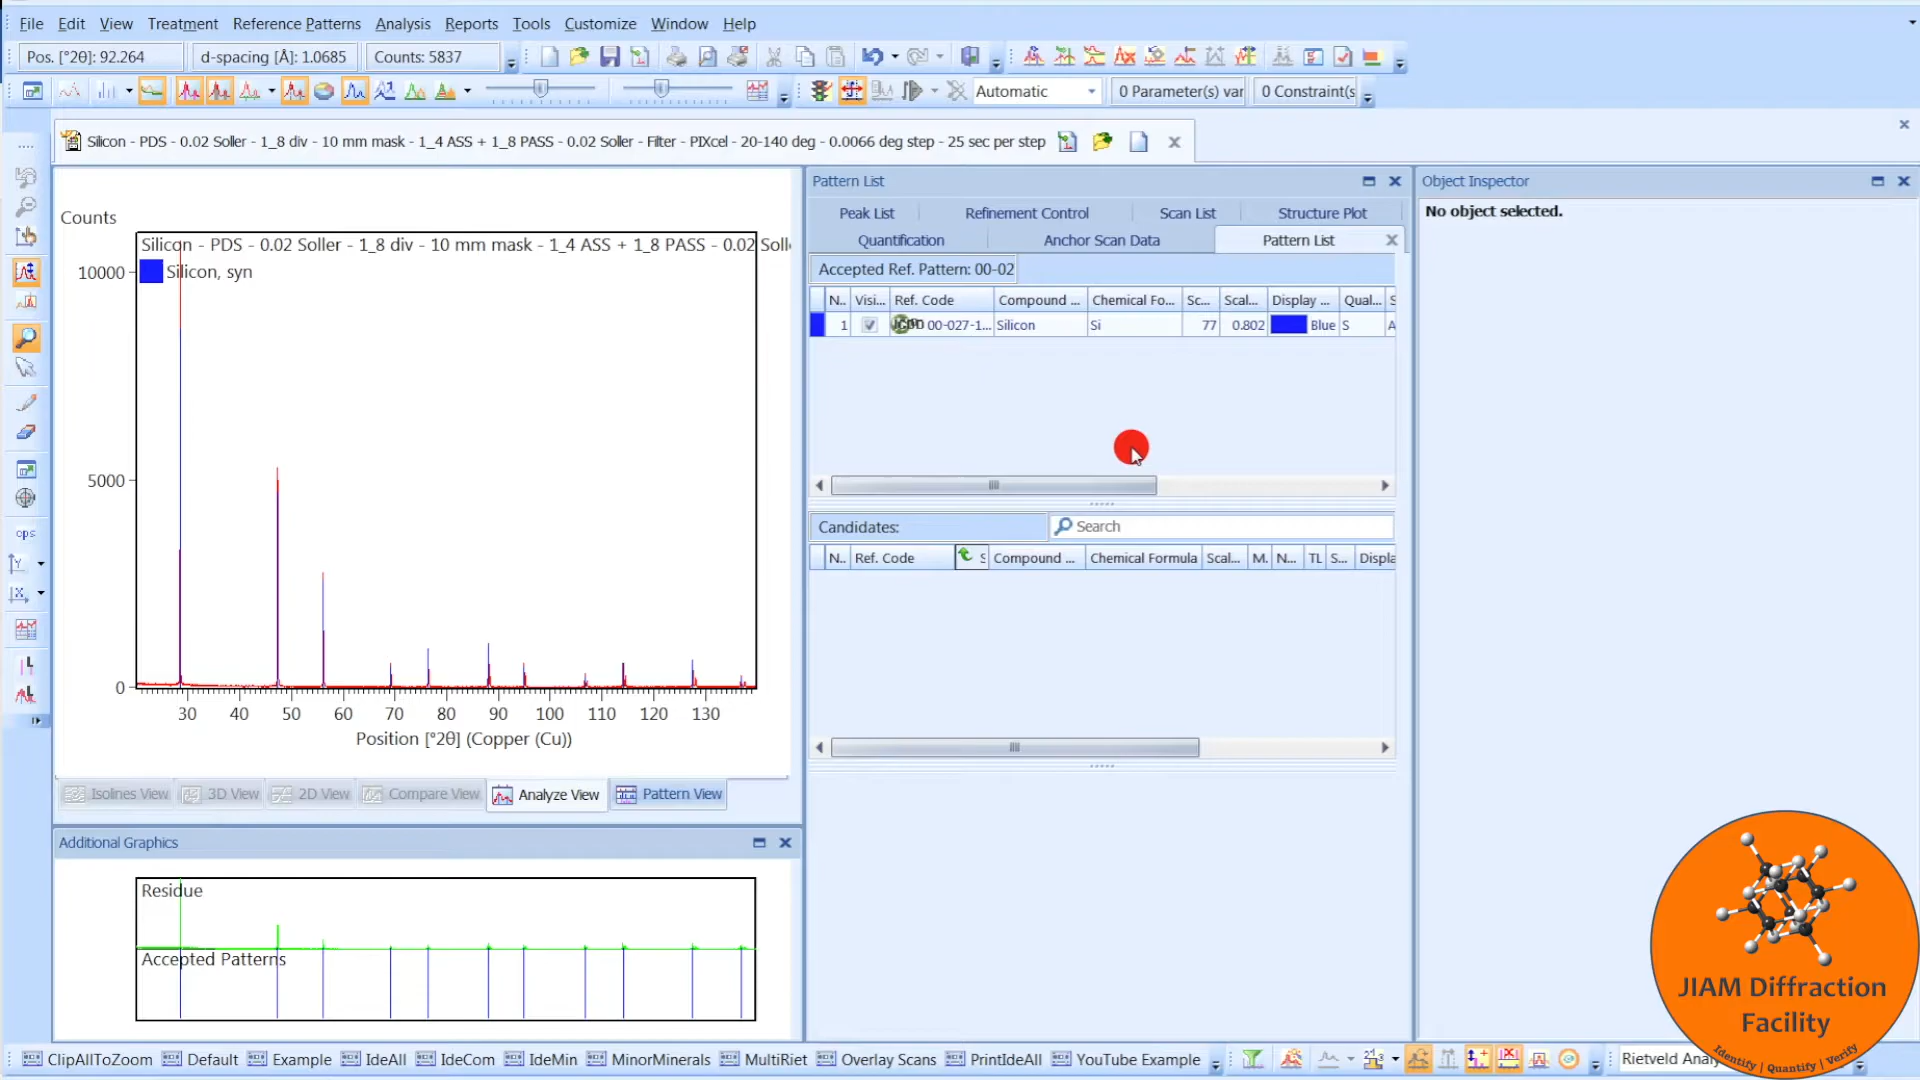 File Edit View Treatment Reference Patterns Analysis Reports Tools Customize Window Help
Pos. [°2θ]: 92.264 d-spacing [Å]: 1.0685 Counts: 5837
Automatic 0 Parameter(s) var 0 Constraint(s
Silicon - PDS - 0.02 Soller - 1_8 div - 10 mm mask - 1_4 ASS + 1_8 PASS - 0.02 Soller - Filter - PIXcel - 20-140 deg - 0.0066 deg step - 25 sec per step
Counts
Silicon - PDS - 0.02 Soller - 1_8 div - 10 mm mask - 1_4 ASS + 1_8 PASS - 0.02 Soll
Silicon, syn
10000
5000
0
30 40 50 60 70 80 90 100 110 120 130
Position [°2θ] (Copper (Cu))
cps
Isolines View 3D View 2D View Compare View Analyze View Pattern View
Additional Graphics
Residue
Accepted Patterns
Pattern List
Peak List Refinement Control Scan List Structure Plot
Quantification Anchor Scan Data Pattern List
Accepted Ref. Pattern: 00-02
N.. Visi... Ref. Code Compound ... Chemical Fo... Sc... Scal... Display ... Qual...
1 00-027-1... Silicon Si 77 0.802 Blue S
Candidates: Search
N.. Ref. Code Compound ... Chemical Formula Scal... M. N... TL S... Displa
Object Inspector
No object selected.
JIAM Diffraction
Facility
Identify | Quantify | Verify
ClipAllToZoom Default Example IdeAll IdeCom IdeMin MinorMinerals MultiRiet Overlay Scans PrintIdeAll YouTube Example Rietveld Analy